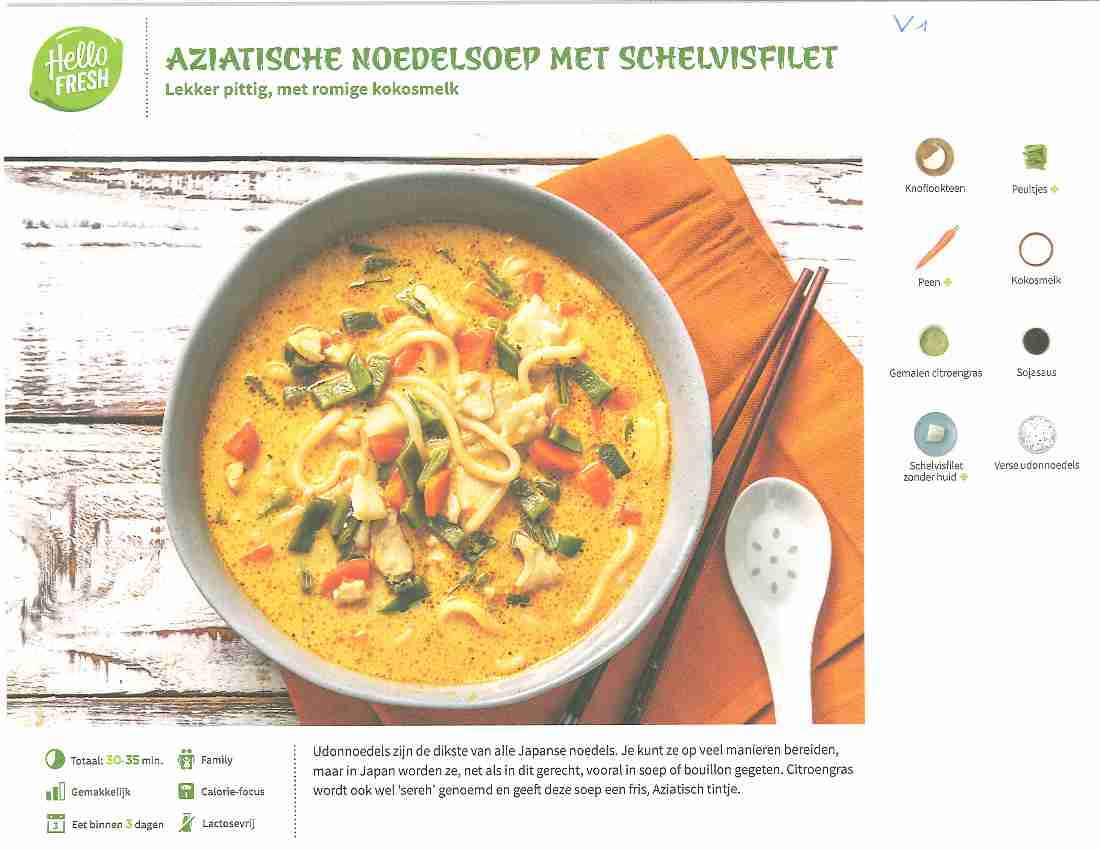 V1
Hello
FRESH
AZIATISCHE NOEDELSOEP MET SCHELVISFILET
Lekker pittig, met romige kokosmelk
Knoflookteen
Peultjes
Peen
Kokosmelk
Gemalen citroengras
Sojasaus
Schelvisfilet
zonder huid
Verse udonnoedels
Totaal: 30-35 min.
Family
Gemakkelijk
Calorie-focus
3
Eet binnen 3 dagen
Lactosevrij
Udonnoedels zijn de dikste van alle Japanse noedels. Je kunt ze op veel manieren bereiden,
maar in Japan worden ze, net als in dit gerecht, vooral in soep of bouillon gegeten. Citroengras
wordt ook wel 'sereh' genoemd en geeft deze soep een fris, Aziatisch tintje.